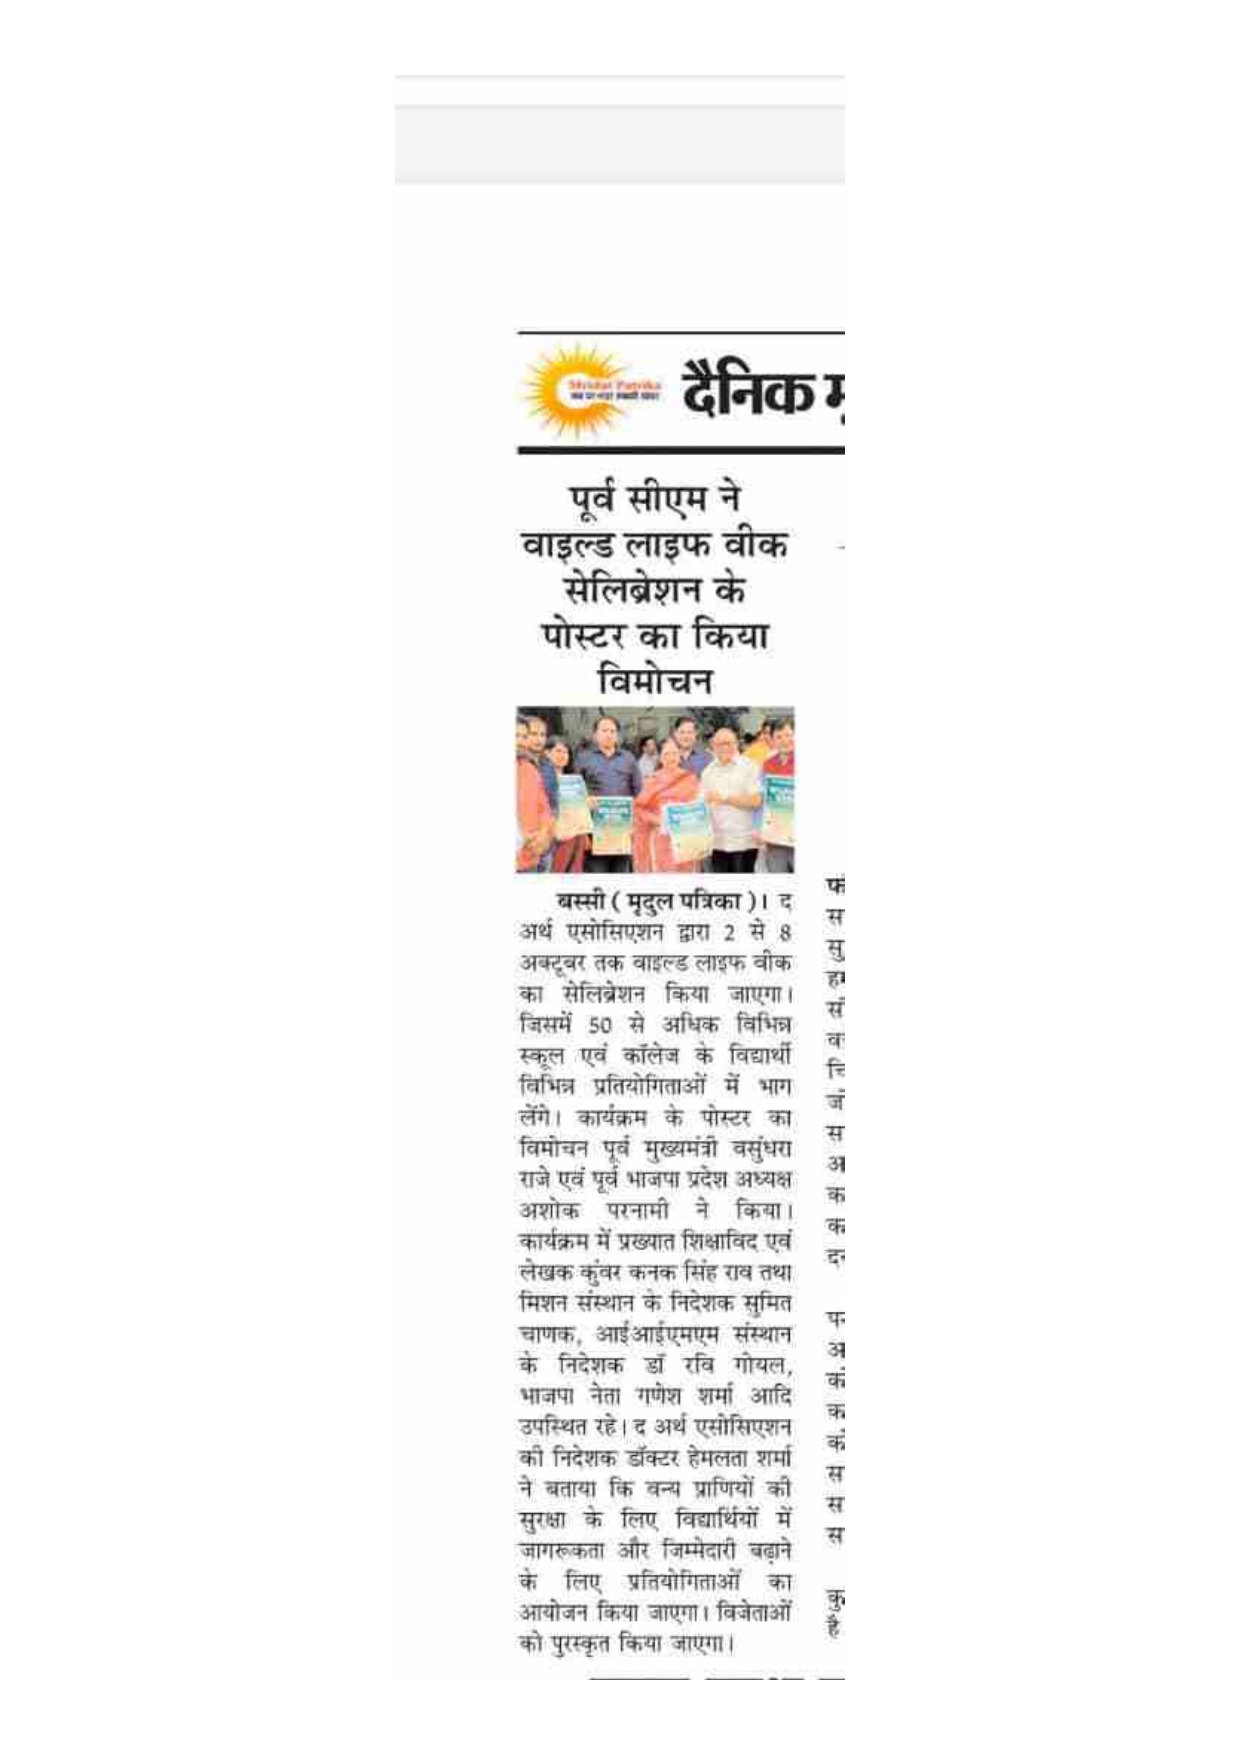 Mridul Patrika
दैनिक मृ
पूर्व सीएम ने
वाइल्ड लाइफ वीक
सेलिब्रेशन के
पोस्टर का किया
विमोचन
बस्सी ( मृदुल पत्रिका )। द
अर्थ एसोसिएशन द्वारा 2 से 8
अक्टूबर तक वाइल्ड लाइफ वीक
का सेलिब्रेशन किया जाएगा।
जिसमें 50 से अधिक विभिन्न
स्कूल एवं कॉलेज के विद्यार्थी
विभिन्न प्रतियोगिताओं में भाग
लेंगे। कार्यक्रम के पोस्टर का
विमोचन पूर्व मुख्यमंत्री वसुंधरा
राजे एवं पूर्व भाजपा प्रदेश अध्यक्ष
अशोक परनामी ने किया।
कार्यक्रम में प्रख्यात शिक्षाविद एवं
लेखक कुंवर कनक सिंह राव तथा
मिशन संस्थान के निदेशक सुमित
चाणक, आईआईएमएम संस्थान
के निदेशक डॉ रवि गोयल,
भाजपा नेता गणेश शर्मा आदि
उपस्थित रहे। द अर्थ एसोसिएशन
की निदेशक डॉक्टर हेमलता शर्मा
ने बताया कि वन्य प्राणियों की
सुरक्षा के लिए विद्यार्थियों में
जागरूकता और जिम्मेदारी बढ़ाने
के लिए प्रतियोगिताओं का
आयोजन किया जाएगा। विजेताओं
को पुरस्कृत किया जाएगा।